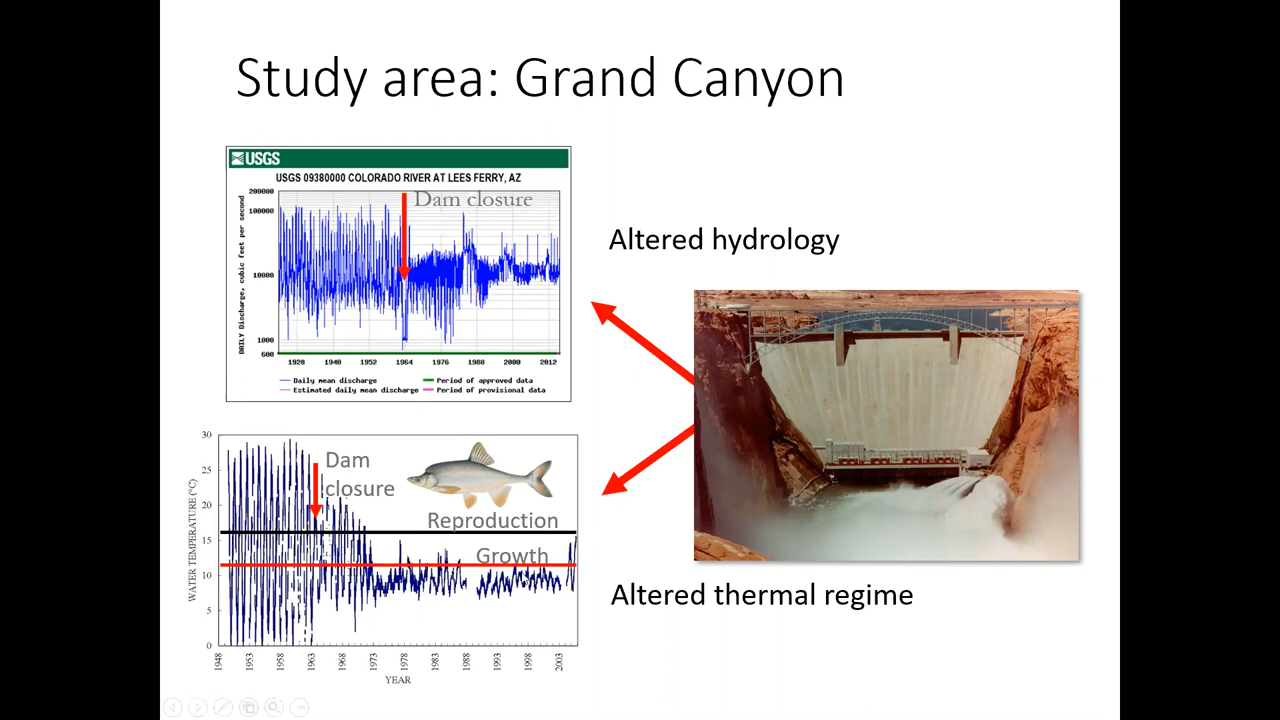 Study area: Grand Canyon
USGS
USGS 09380000 COLORADO RIVER AT LEES FERRY, AZ
DAILY Discharge, cubic feet per second
200000
100000
10000
1000
600
Dam closure
1928 1940 1952 1964 1976 1988 2000 2012
Daily mean discharge
Period of approved data
Estimated daily mean discharge
Period of provisional data
Altered hydrology
WATER TEMPERATURE (°C)
30
25
20
15
10
5
0
Dam
closure
Reproduction
Growth
1948 1953 1958 1963 1968 1973 1978 1983 1988 1993 1998 2003
YEAR
Altered thermal regime